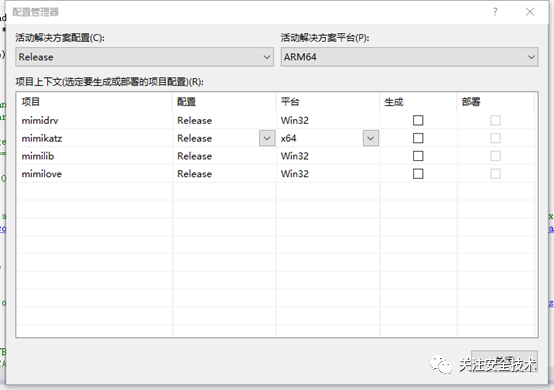 配置管理器
活动解决方案配置(C):
活动解决方案平台(P):
Release
ARM64
项目上下文(选定要生成或部署的项目配置)(R):
项目 配置 平台 生成 部署
mimidrv Release Win32
mimikatz Release x64
mimilib Release Win32
mimilove Release Win32
关注安全技术